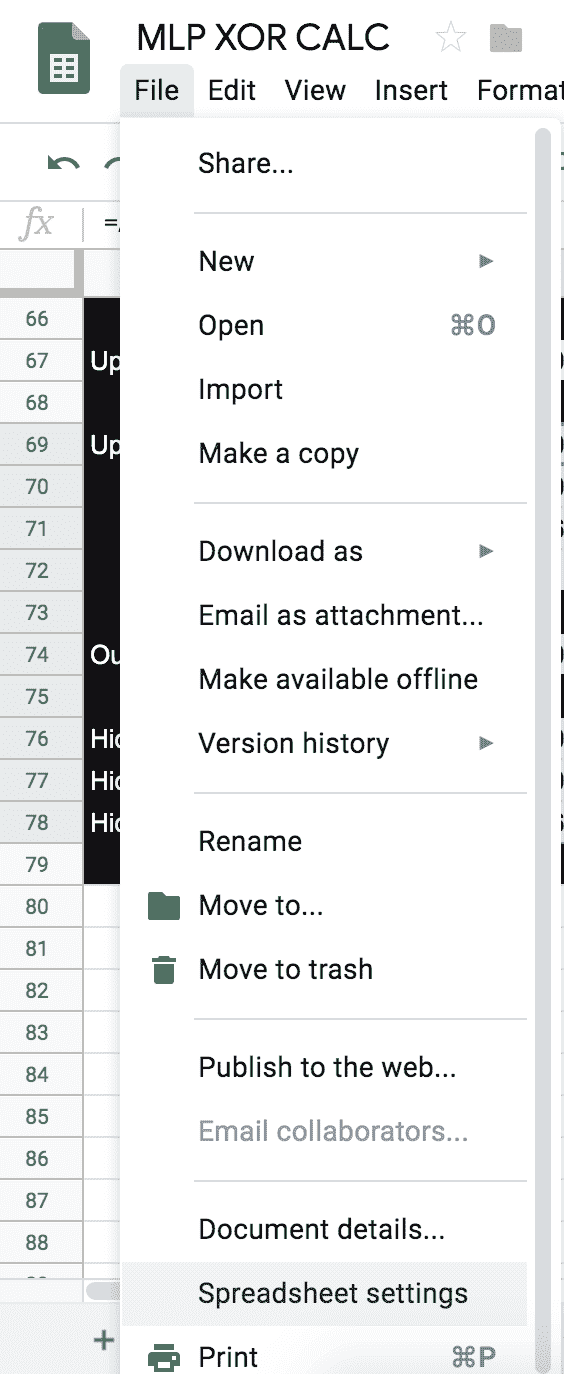 MLP XOR CALC
File Edit View Insert Format
fx =
Share...
New
Open ⌘O
Import
Make a copy
Download as
Email as attachment...
Make available offline
Version history
Rename
Move to...
Move to trash
Publish to the web...
Email collaborators...
Document details...
Spreadsheet settings
Print ⌘P
66
67 Up
68
69 Up
70
71
72
73
74 Ou
75
76 Hid
77 Hid
78 Hid
79
80
81
82
83
84
85
86
87
88
+